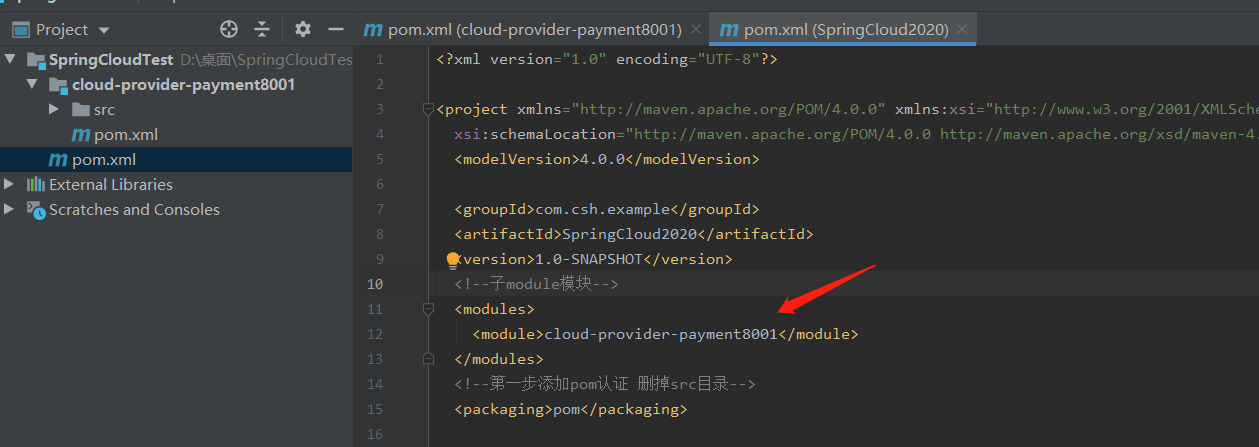 Project
pom.xml (cloud-provider-payment8001)
pom.xml (SpringCloud2020)
SpringCloudTest D:\桌面\SpringCloudTes
cloud-provider-payment8001
src
pom.xml
pom.xml
External Libraries
Scratches and Consoles
1 <?xml version="1.0" encoding="UTF-8"?>
2
3 <project xmlns="http://maven.apache.org/POM/4.0.0" xmlns:xsi="http://www.w3.org/2001/XMLSche
4 xsi:schemaLocation="http://maven.apache.org/POM/4.0.0 http://maven.apache.org/xsd/maven-4.
5 <modelVersion>4.0.0</modelVersion>
6
7 <groupId>com.csh.example</groupId>
8 <artifactId>SpringCloud2020</artifactId>
9 version>1.0-SNAPSHOT</version>
10 <!--子module模块-->
11 <modules>
12 <module>cloud-provider-payment8001</module>
13 </modules>
14 <!--第一步添加pom认证 删掉src目录-->
15 <packaging>pom</packaging>
16